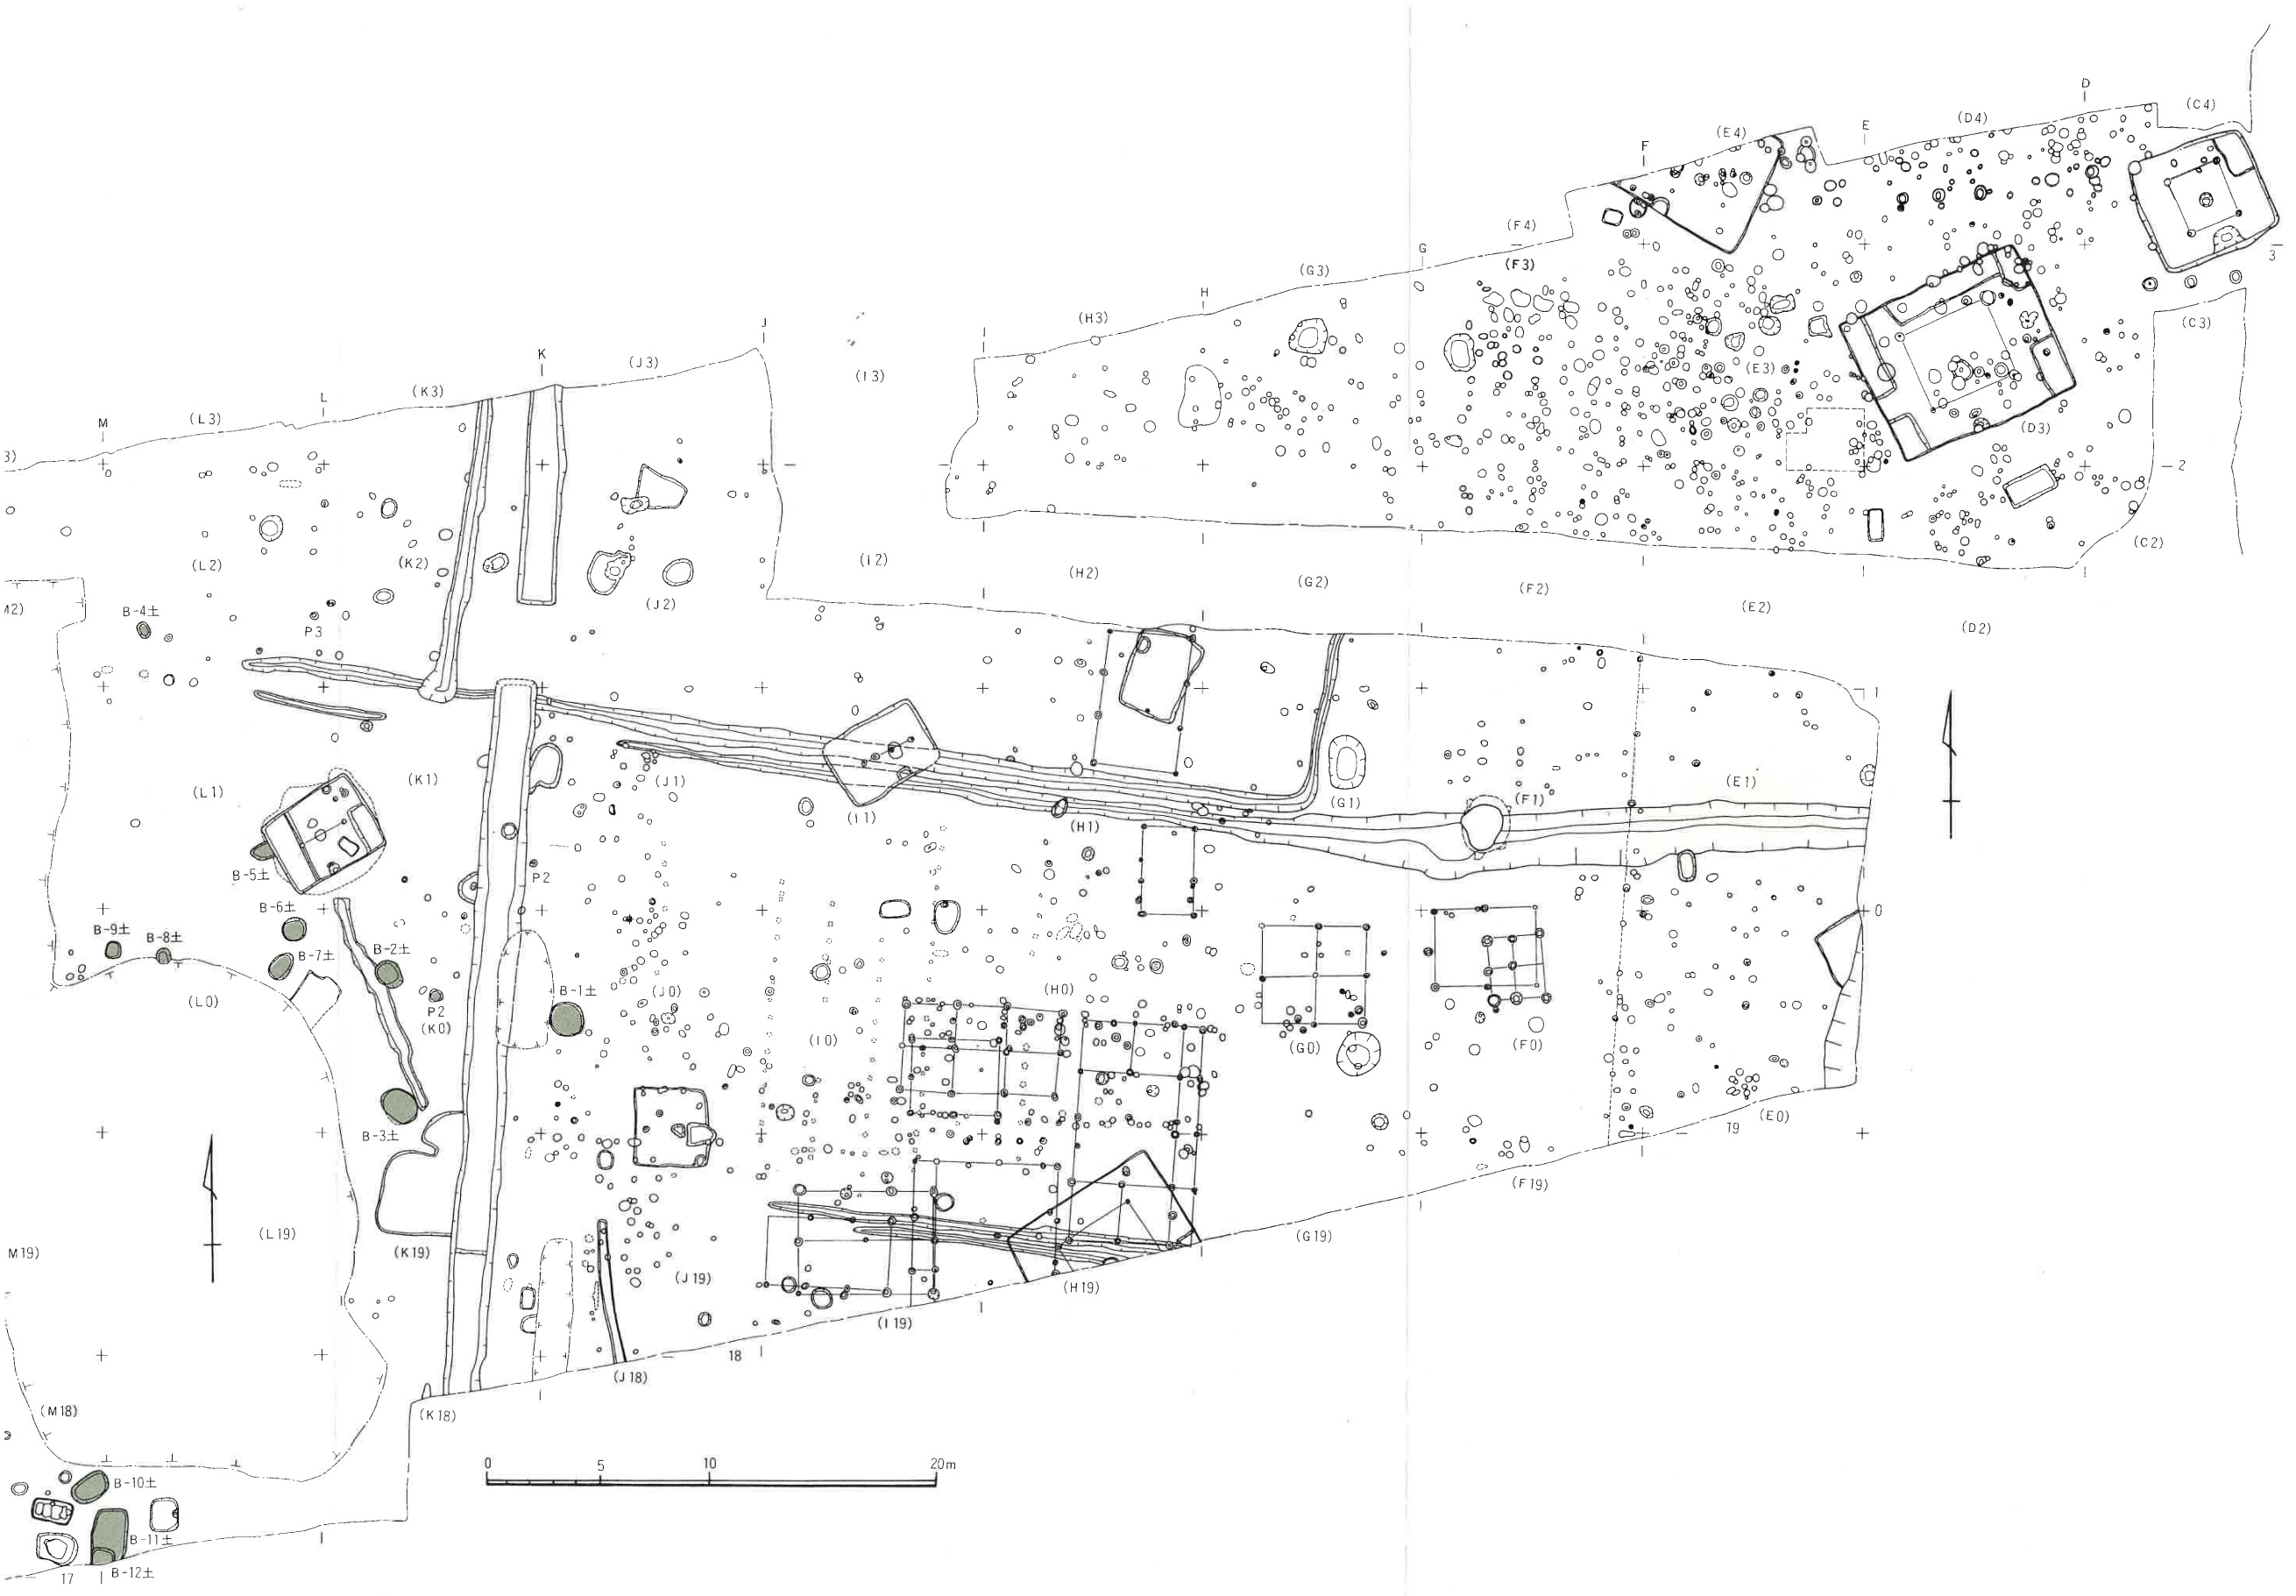 D
(C4)
(D4)
E
(E4)
F
(F4)
G
3
(F3)
(G3)
H
(C3)
(H3)
J
K
(J3)
(I3)
(E3)
(K3)
L
(L3)
M
(D3)
3)
2
(C2)
(L2)
(K2)
(I2)
(H2)
(G2)
(F2)
(J2)
(E2)
M2)
B-4土
P3
(D2)
1
(L1)
(K1)
(J1)
(E1)
(G1)
(F1)
(I1)
(H1)
B-5土
P2
B-6土
0
B-9土
B-8土
B-7土
B-2土
(L0)
B-1土
(J0)
(H0)
P2
(K0)
(I0)
(G0)
(F0)
B-3土
(E0)
19
(F19)
(L19)
(G19)
M19)
(K19)
(J19)
(H19)
(I19)
18
(J18)
(M18)
(K18)
0
5
10
20m
B-10土
B-11土
B-12土
17